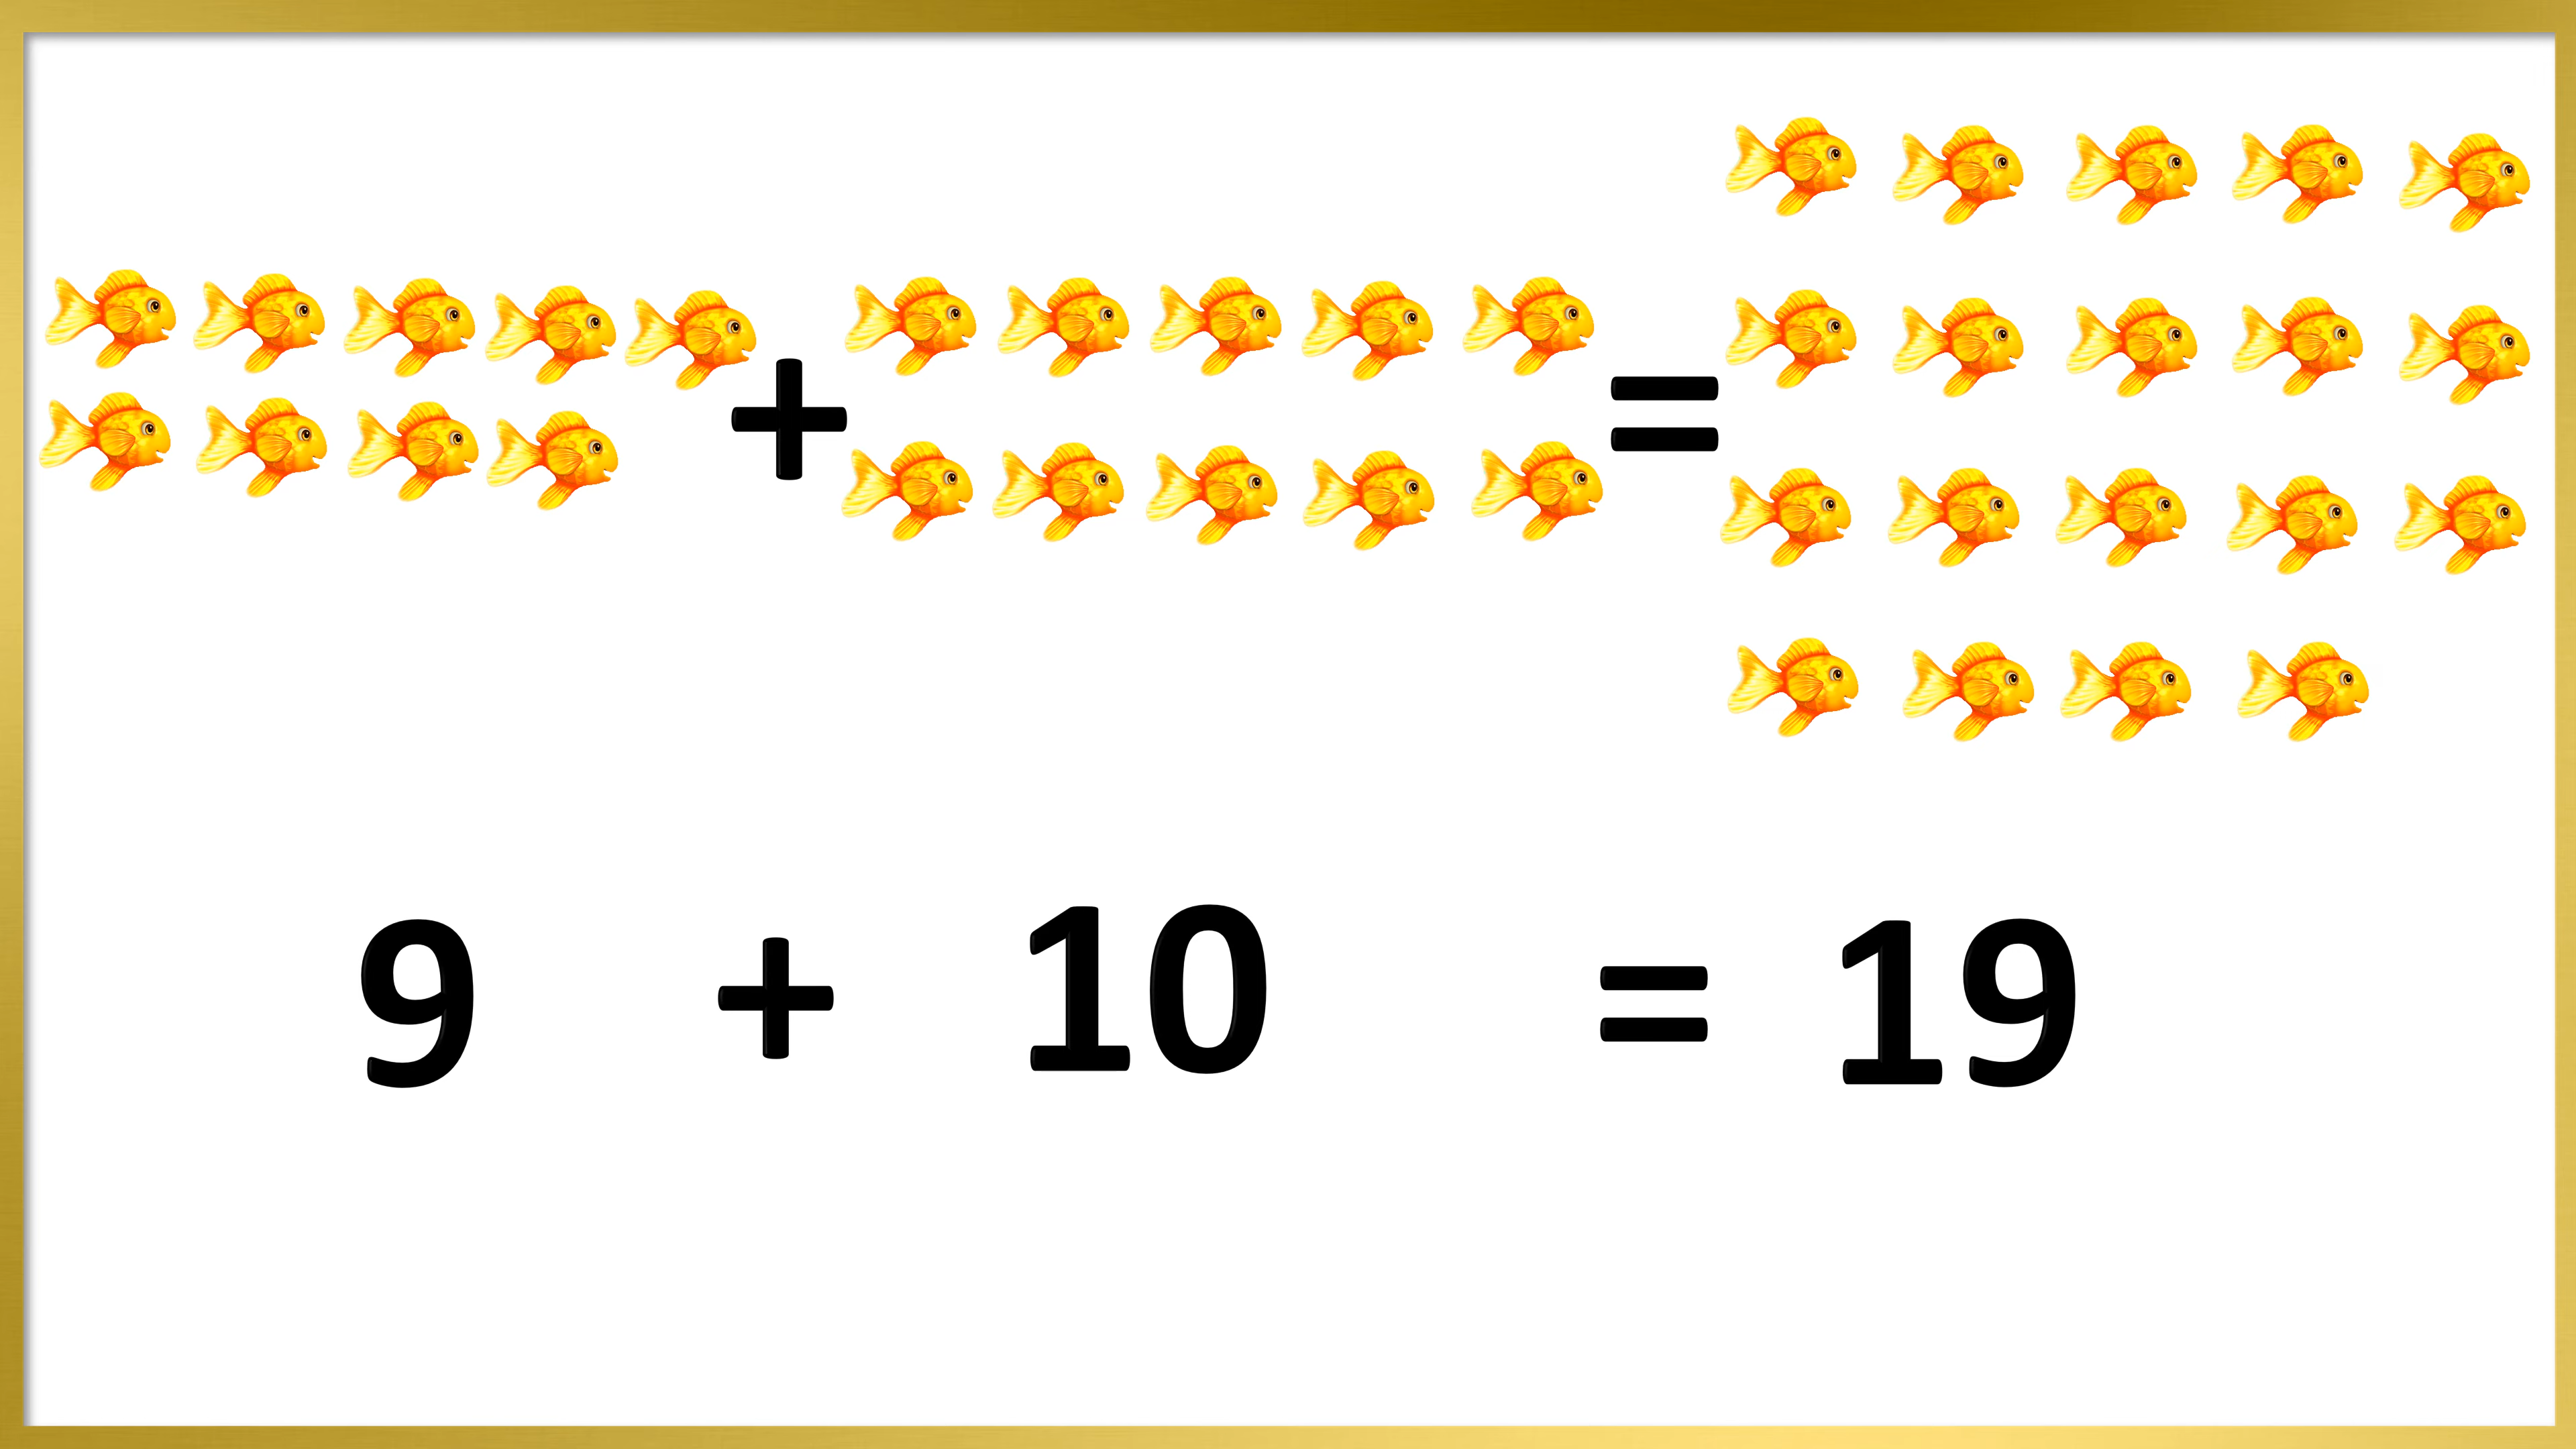 + =
9 + 10 = 19